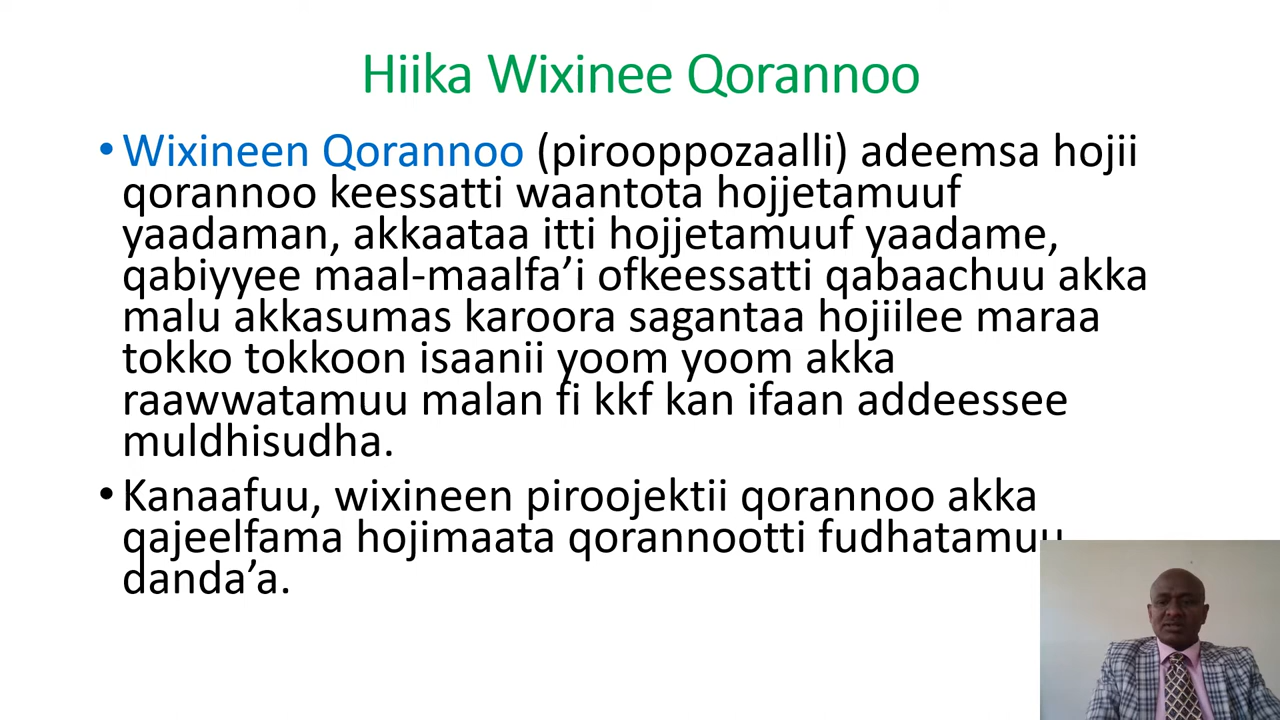 Hiika Wixinee Qorannoo
• Wixineen Qorannoo (pirooppozaalli) adeemsa hojii
qorannoo keessatti waantota hojjetamuuf
yaadaman, akkaataa itti hojjetamuuf yaadame,
qabiyyee maal-maalfa’i ofkeessatti qabaachuu akka
malu akkasumas karoora sagantaa hojiilee maraa
tokko tokkoon isaanii yoom yoom akka
raawwatamuu malan fi kkf kan ifaan addeessee
muldhisudha.
• Kanaafuu, wixineen piroojektii qorannoo akka
qajeelfama hojimaata qorannootti fudhatamuu
danda’a.